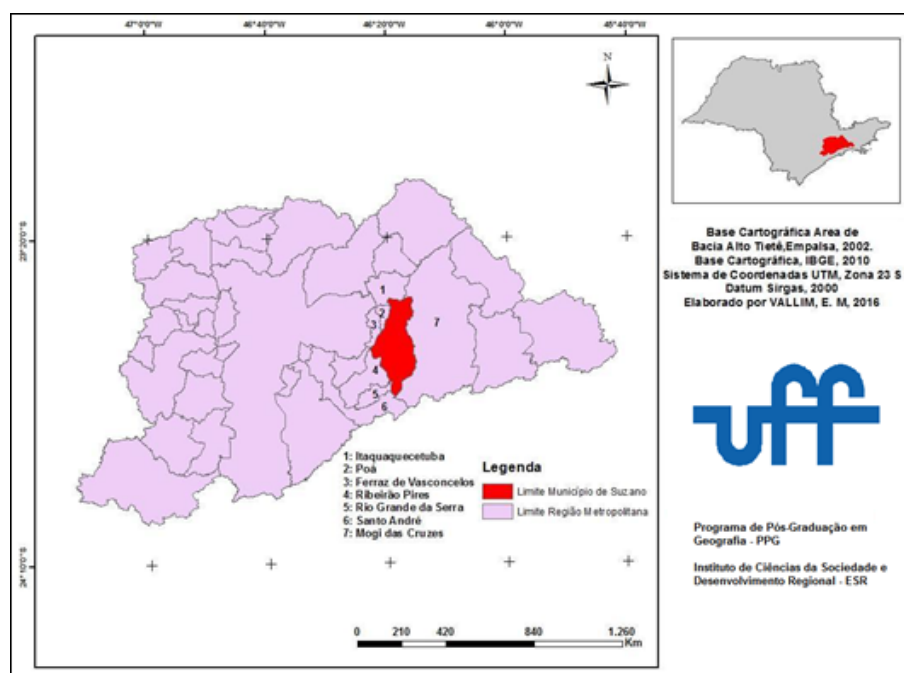 47°0'0"W 46°40'0"W 46°20'0"W 46°0'0"W 45°40'0"W
N
23°20'0"S
1
2
3
7
4
5
6
1: Itaquaquecetuba
2: Poá
3: Ferraz de Vasconcelos
4: Ribeirão Pires
5: Rio Grande da Serra
6: Santo André
7: Mogi das Cruzes
Legenda
Limite Município de Suzano
Limite Região Metropolitana
24°10'0"S
0 210 420 840 1.260
Km
Base Cartográfica Area de
Bacia Alto Tietê,Empalsa, 2002.
Base Cartográfica, IBGE, 2010
Sistema de Coordenadas UTM, Zona 23 S
Datum Sirgas, 2000
Elaborado por VALLIM, E. M, 2016
uff
Programa de Pós-Graduação em
Geografia - PPG
Instituto de Ciências da Sociedade e
Desenvolvimento Regional - ESR